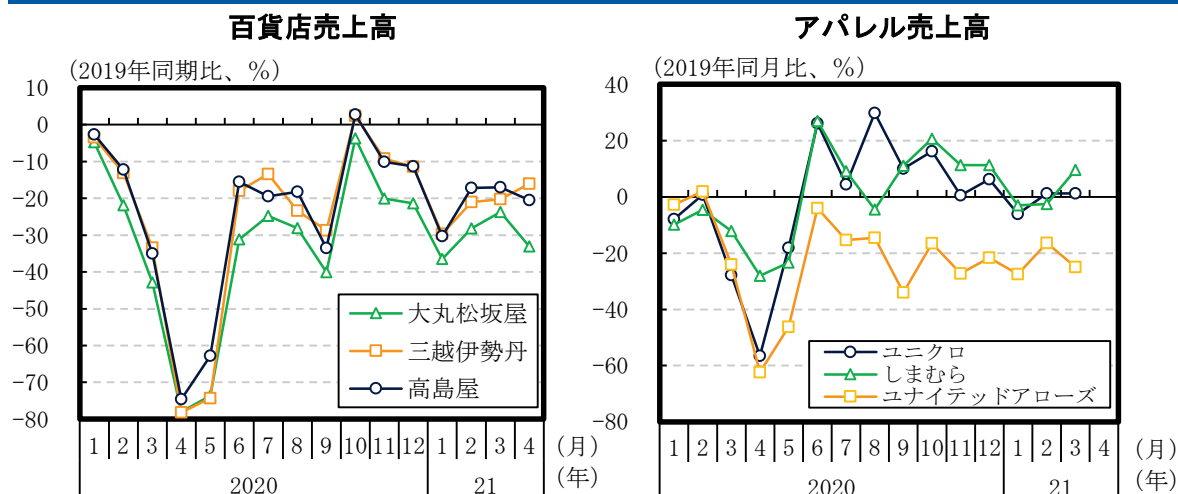 百貨店売上高
(2019年同期比、%)
10
0
−10
−20
−30
−40
−50
−60
−70
−80
大丸松坂屋
三越伊勢丹
高島屋
1 2 3 4 5 6 7 8 9 10 11 12 1 2 3 4 (月)
2020 21 (年)
アパレル売上高
(2019年同月比、%)
40
20
0
−20
−40
−60
−80
ユニクロ
しまむら
ユナイテッドアローズ
1 2 3 4 5 6 7 8 9 10 11 12 1 2 3 4 (月)
2020 21 (年)